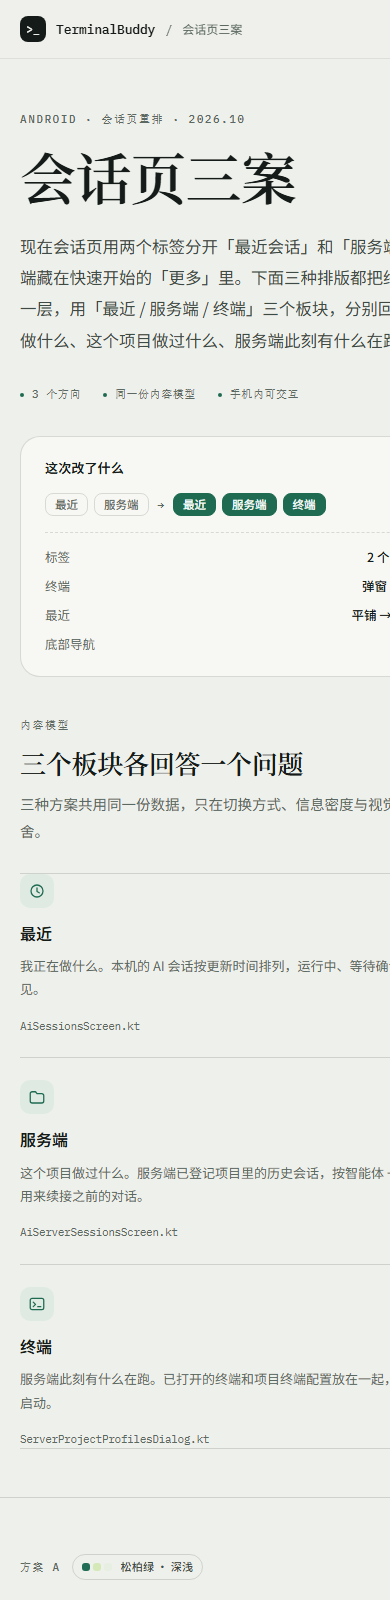 >_ TerminalBuddy / 会话页三案
ANDROID · 会话页重排 · 2026.10
会话页三案
现在会话页用两个标签分开「最近会话」和「服务
端藏在快速开始的「更多」里。下面三种排版都把
一层，用「最近 / 服务端 / 终端」三个板块，分别
做什么、这个项目做过什么、服务端此刻有什么在
3 个方向 同一份内容模型 手机内可交互
这次改了什么
最近 服务端 → 最近 服务端 终端
标签 2 个
终端 弹窗
最近 平铺 →
底部导航
内容模型
三个板块各回答一个问题
三种方案共用同一份数据，只在切换方式、信息密度与视
舍。
最近
我正在做什么。本机的 AI 会话按更新时间排列，运行中、等待确
见。
AiSessionsScreen.kt
服务端
这个项目做过什么。服务端已登记项目里的历史会话，按智能体
用来续接之前的对话。
AiServerSessionsScreen.kt
终端
服务端此刻有什么在跑。已打开的终端和项目终端配置放在一起，
启动。
ServerProjectProfilesDialog.kt
方案 A 松柏绿 · 深浅